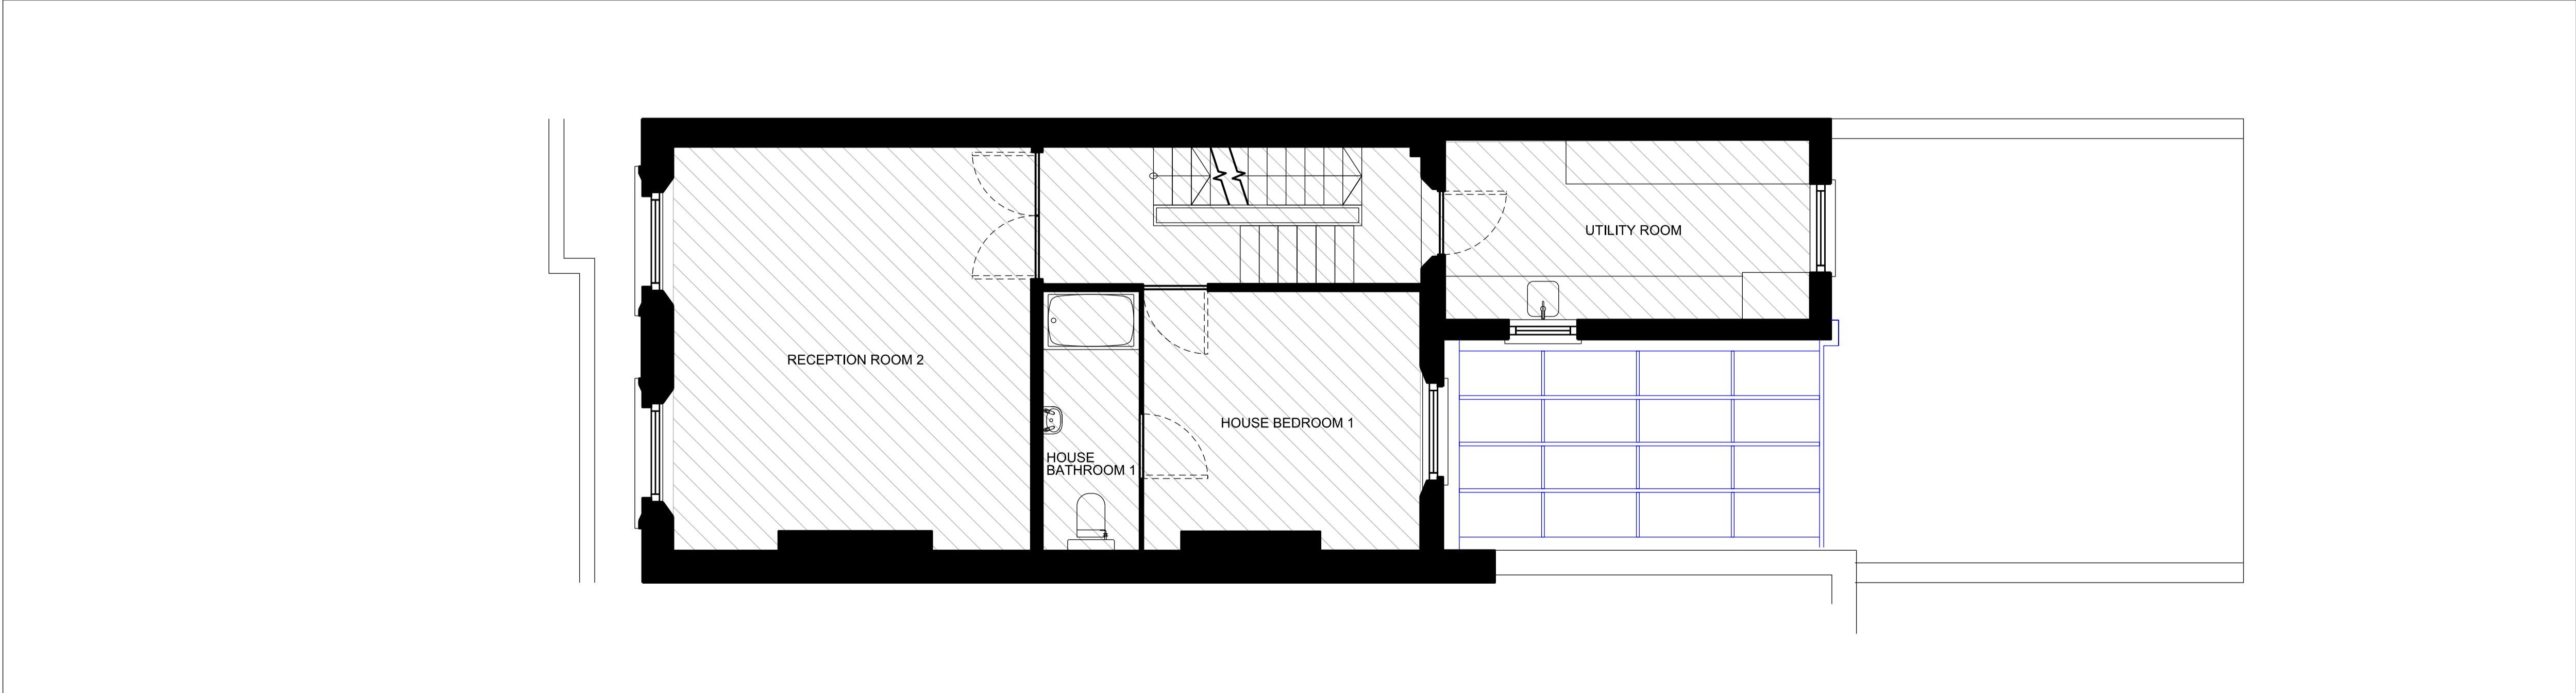 UTILITY ROOM
RECEPTION ROOM 2
HOUSE BEDROOM 1
HOUSE
BATHROOM 1